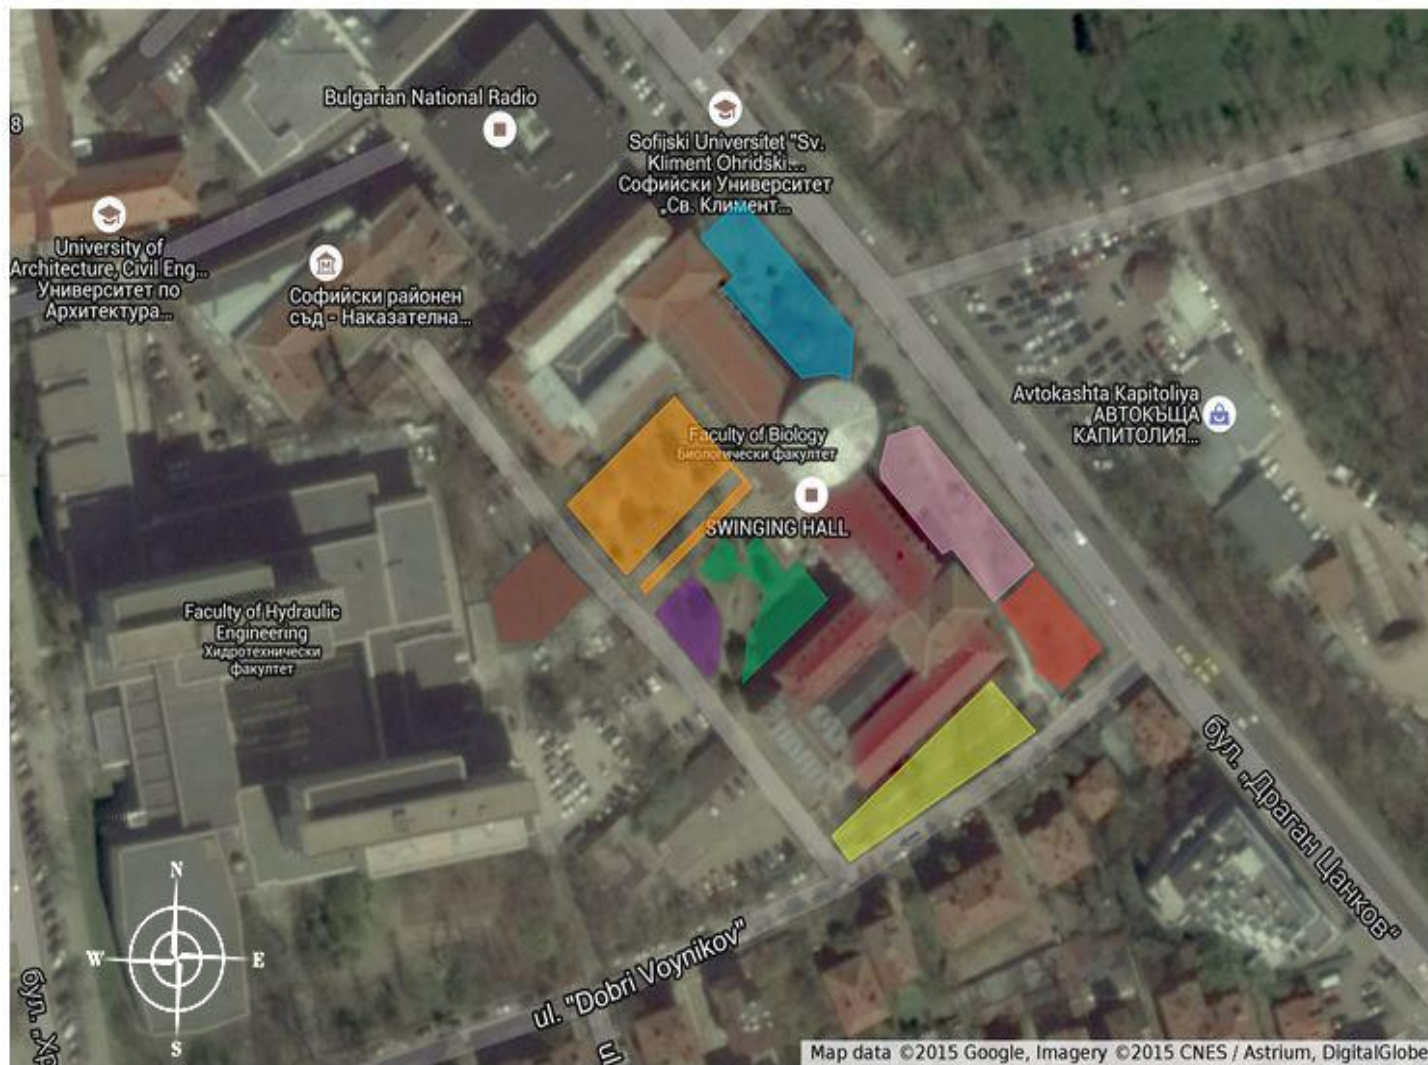 Bulgarian National Radio
8
Sofijski Universitet "Sv.
Kliment Ohridski...
Софийски Университет
„Св. Климент...
University of
Architecture, Civil Eng...
Университет по
Архитектура...
M
Софийски районен
съд - Наказателна...
Avtokashta Kapitoliya
АВТОКЪЩА
КАПИТОЛИЯ...
Faculty of Biology
Биологически факултет
SWINGING HALL
Faculty of Hydraulic
Engineering
Хидротехнически
факултет
бул. „Драган Цанков“
N
W
E
S
ul. "Dobri Voynikov"
бул. „Хр
ul
Map data ©2015 Google, Imagery ©2015 CNES / Astrium, DigitalGlobe